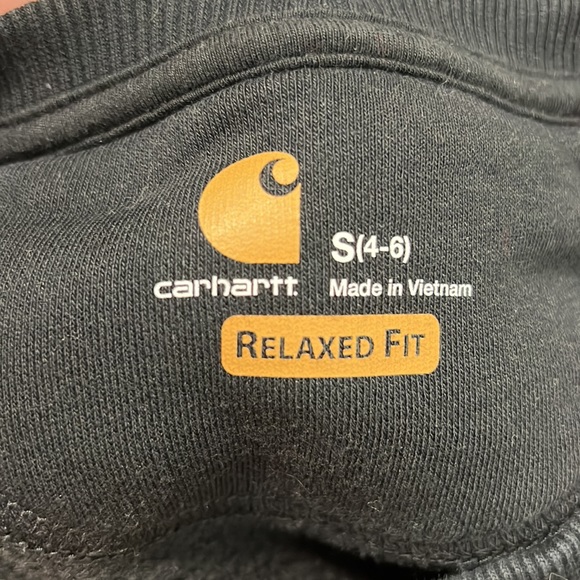 S(4-6)
carhartt.
Made in Vietnam
RELAXED FIT